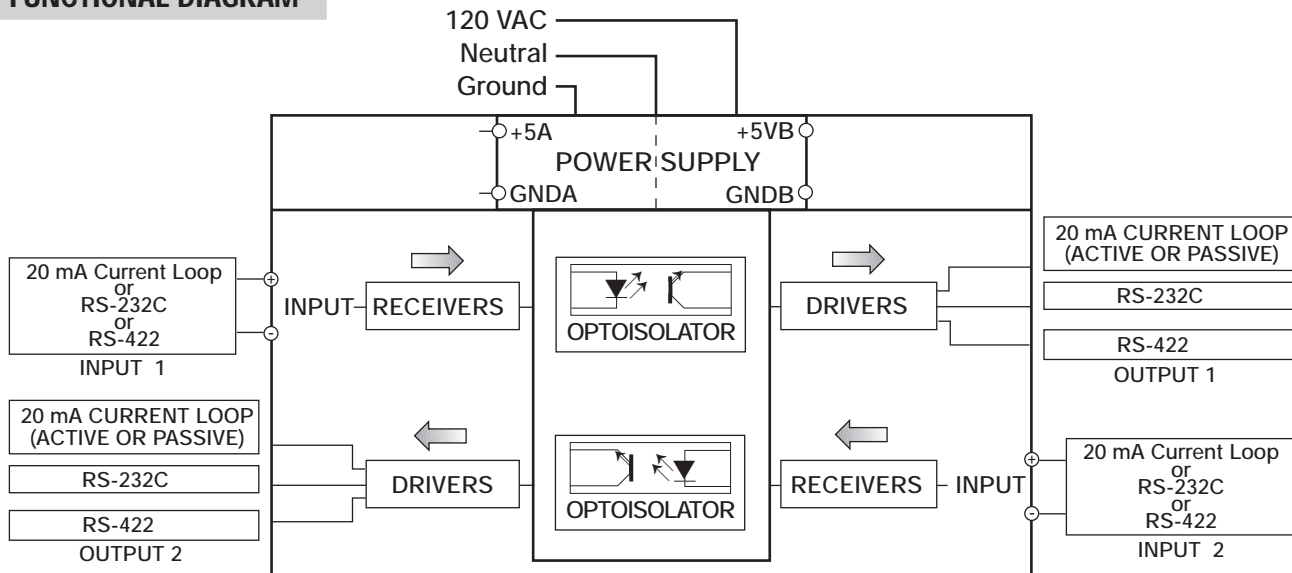 FUNCTIONAL DIAGRAM
120 VAC
Neutral
Ground
+5A
+5VB
POWER SUPPLY
GNDA
GNDB
20 mA Current Loop
or
RS-232C
or
RS-422
INPUT 1
+
-
INPUT
RECEIVERS
OPTOISOLATOR
DRIVERS
20 mA CURRENT LOOP
(ACTIVE OR PASSIVE)
RS-232C
RS-422
OUTPUT 1
20 mA CURRENT LOOP
(ACTIVE OR PASSIVE)
RS-232C
RS-422
OUTPUT 2
DRIVERS
OPTOISOLATOR
RECEIVERS
INPUT
+
-
20 mA Current Loop
or
RS-232C
or
RS-422
INPUT 2